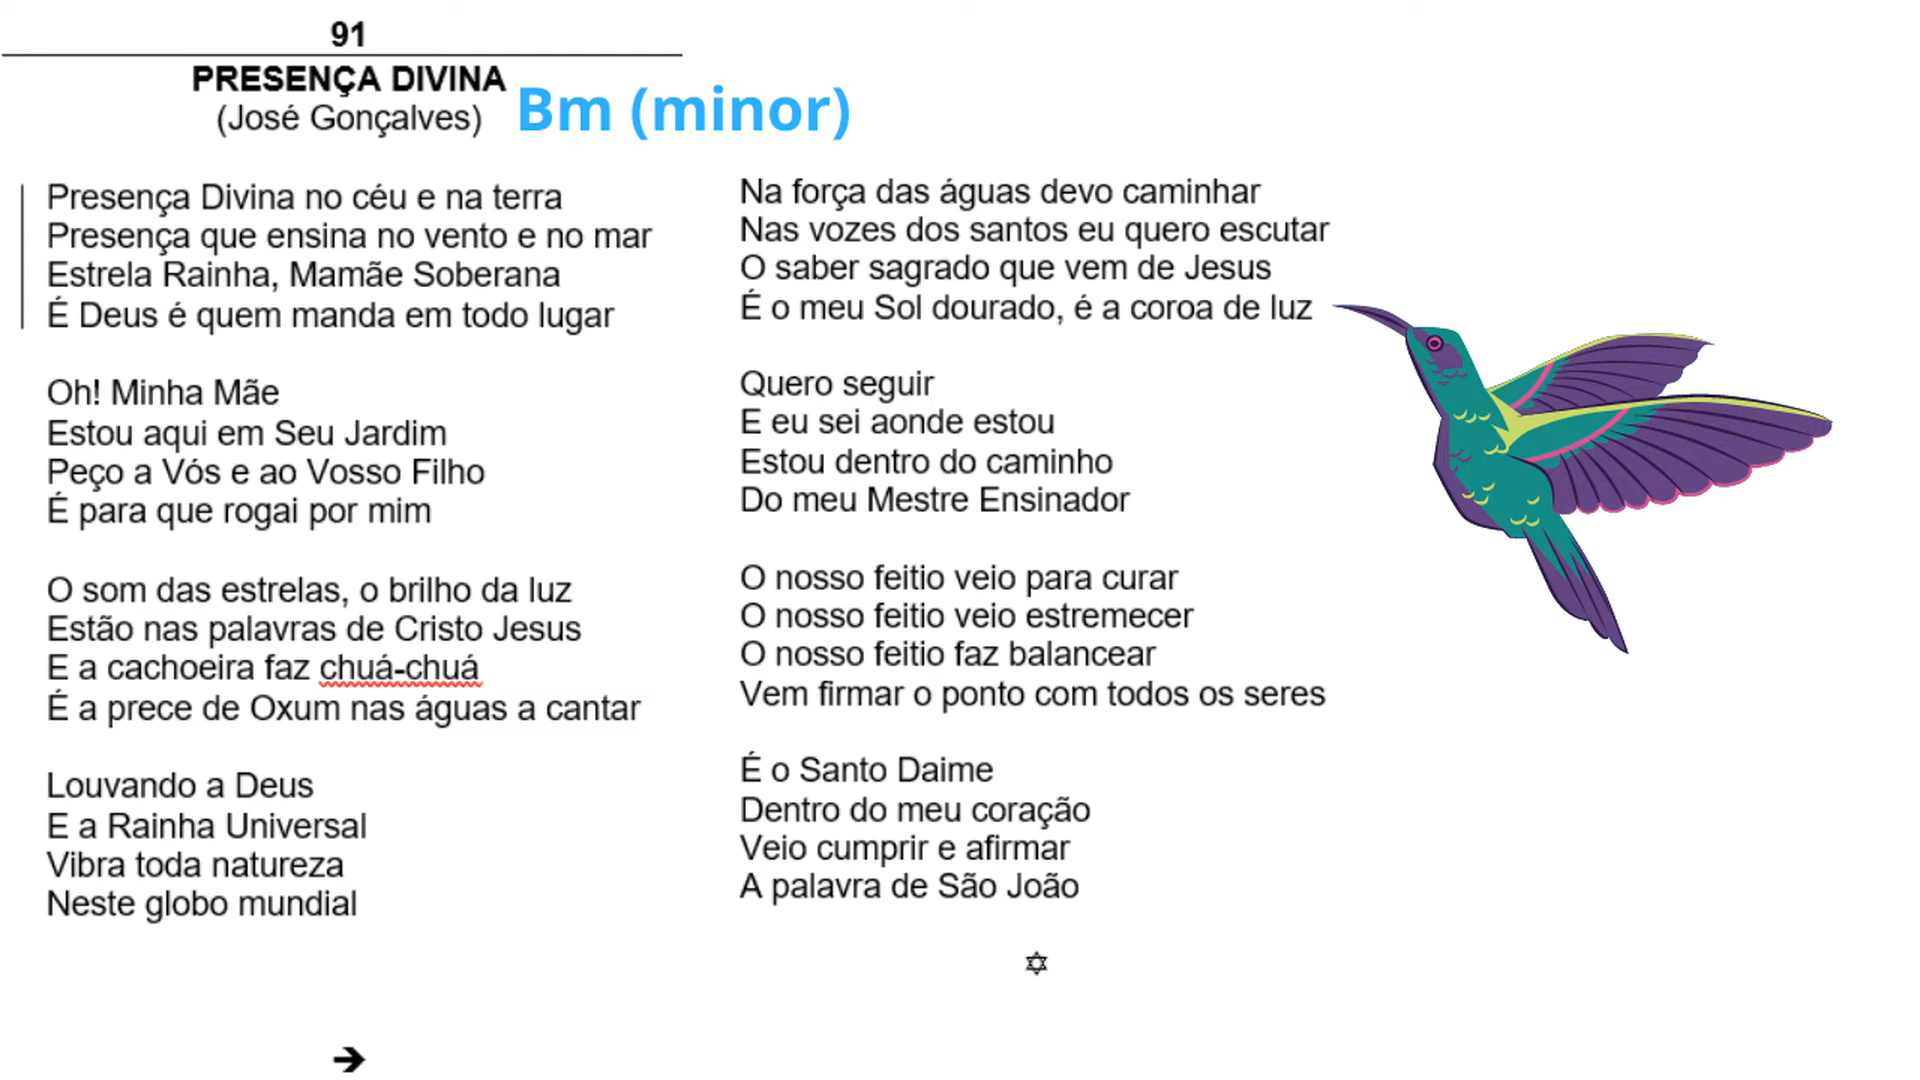 91
PRESENÇA DIVINA
(José Gonçalves)
Bm (minor)
Presença Divina no céu e na terra
Presença que ensina no vento e no mar
Estrela Rainha, Mamãe Soberana
É Deus é quem manda em todo lugar
Oh! Minha Mãe
Estou aqui em Seu Jardim
Peço a Vós e ao Vosso Filho
É para que rogai por mim
O som das estrelas, o brilho da luz
Estão nas palavras de Cristo Jesus
E a cachoeira faz chuá-chuá
É a prece de Oxum nas águas a cantar
Louvando a Deus
E a Rainha Universal
Vibra toda natureza
Neste globo mundial
Na força das águas devo caminhar
Nas vozes dos santos eu quero escutar
O saber sagrado que vem de Jesus
É o meu Sol dourado, é a coroa de luz
Quero seguir
E eu sei aonde estou
Estou dentro do caminho
Do meu Mestre Ensinador
O nosso feitio veio para curar
O nosso feitio veio estremecer
O nosso feitio faz balancear
Vem firmar o ponto com todos os seres
É o Santo Daime
Dentro do meu coração
Veio cumprir e afirmar
A palavra de São João